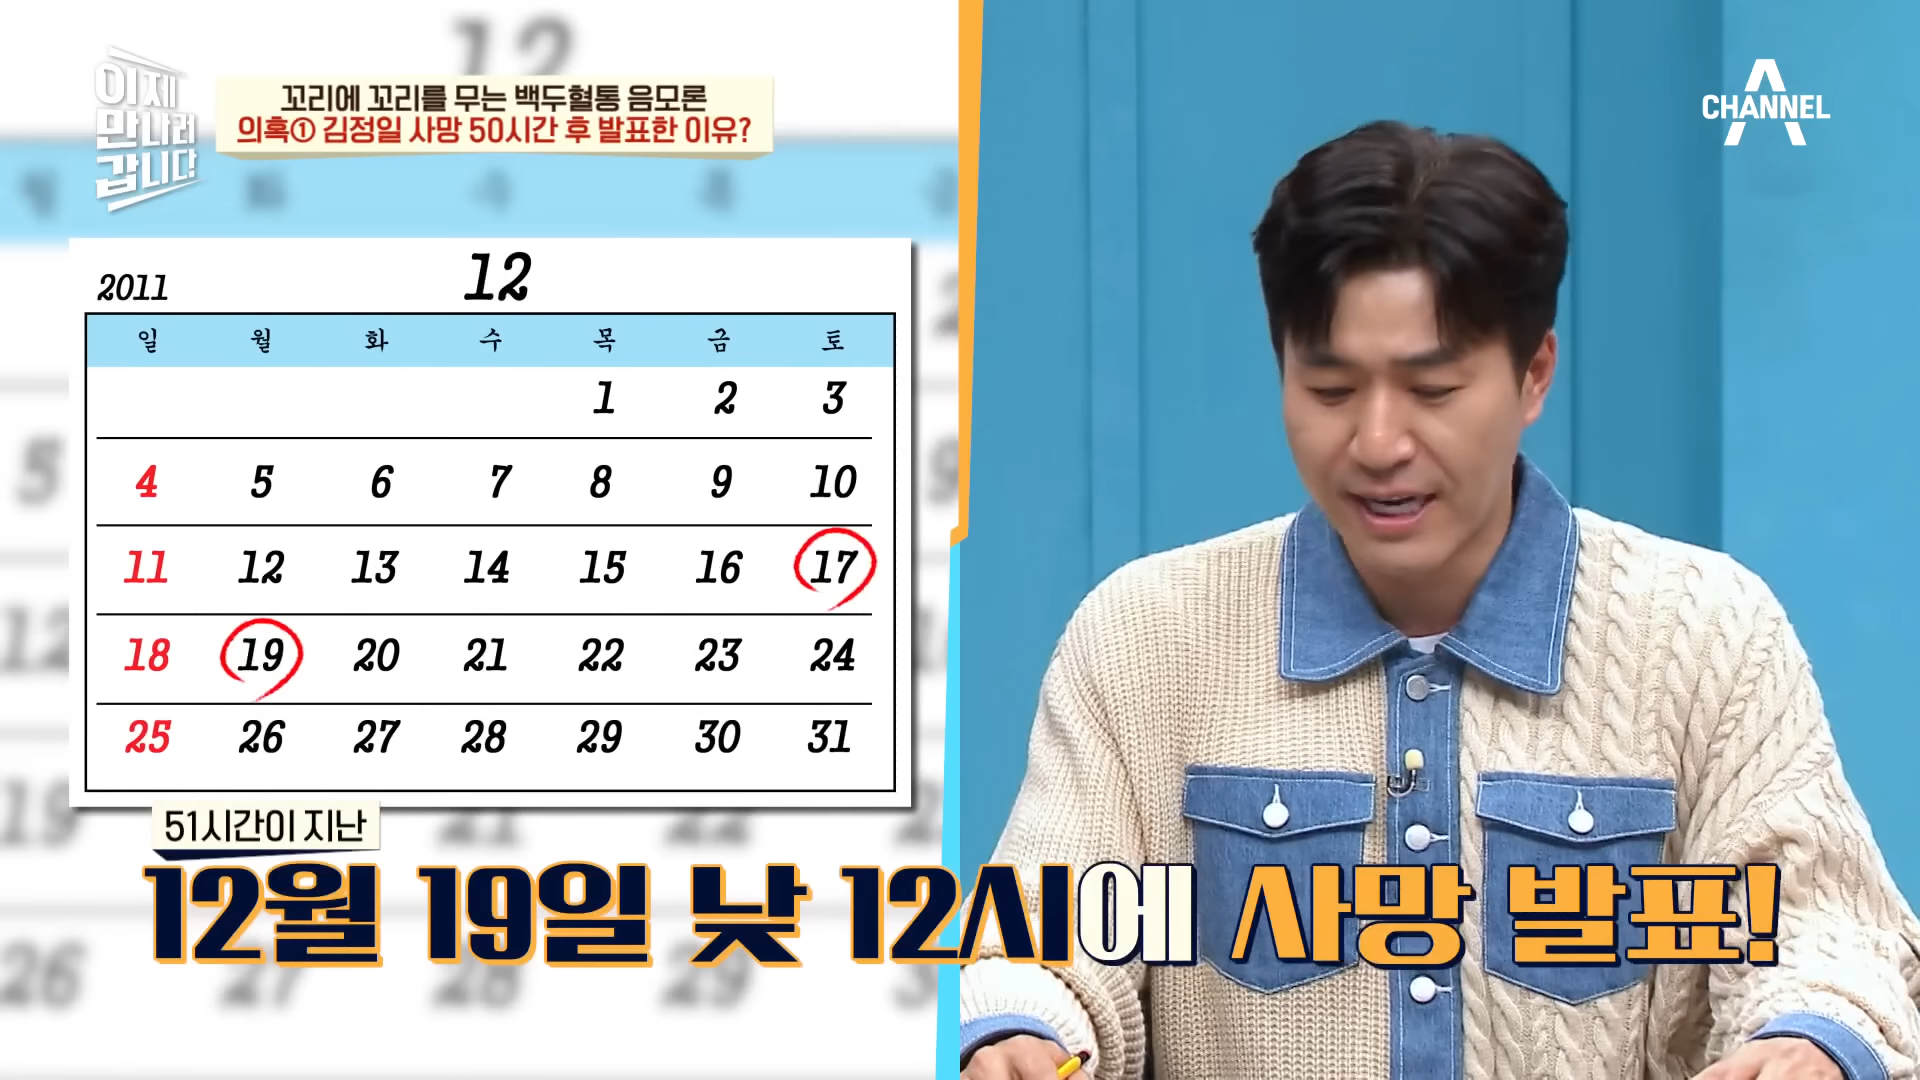 이제
만나러
갑니다
꼬리에 꼬리를 무는 백두혈통 음모론
의혹① 김정일 사망 50시간 후 발표한 이유?
CHANNEL A
2011 12
일 월 화 수 목 금 토
1 2 3
4 5 6 7 8 9 10
11 12 13 14 15 16 17
18 19 20 21 22 23 24
25 26 27 28 29 30 31
51시간이 지난
12월 19일 낮 12시에 사망 발표!